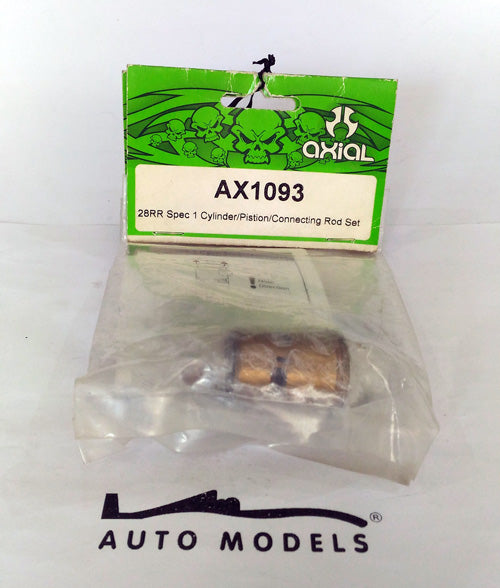 axial
AX1093
28RR Spec 1 Cylinder/Pistion/Connecting Rod Set
AUTO MODELS®